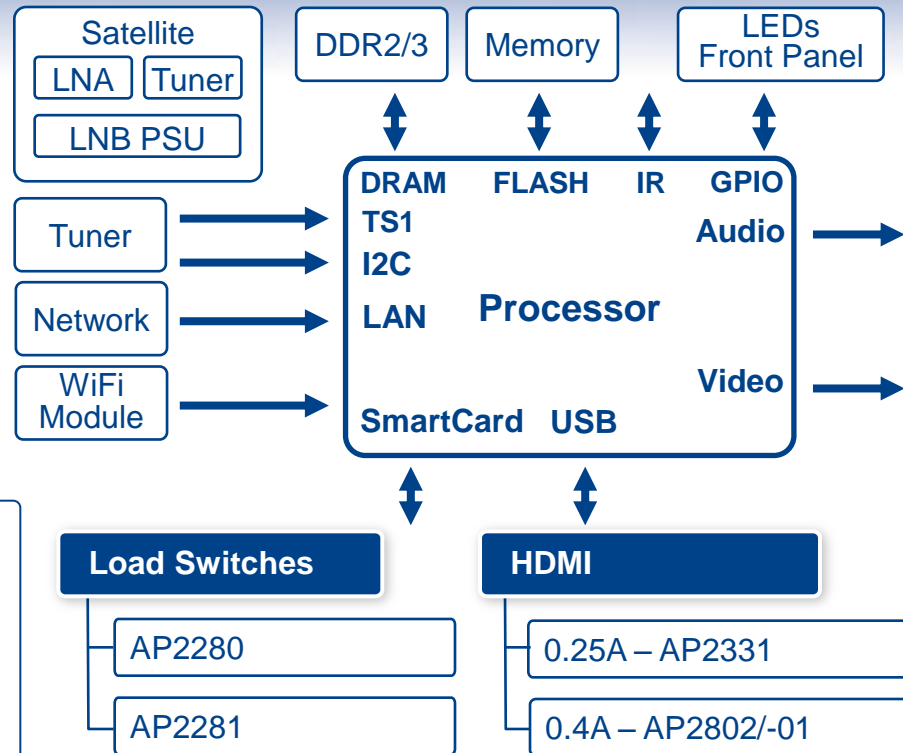 Satellite
LNA Tuner
LNB PSU
DDR2/3
Memory
LEDs
Front Panel
Tuner
Network
WiFi
Module
DRAM FLASH IR GPIO
TS1
Audio
I2C
LAN
Processor
Video
SmartCard USB
Load Switches
AP2280
AP2281
HDMI
0.25A – AP2331
0.4A – AP2802/-01